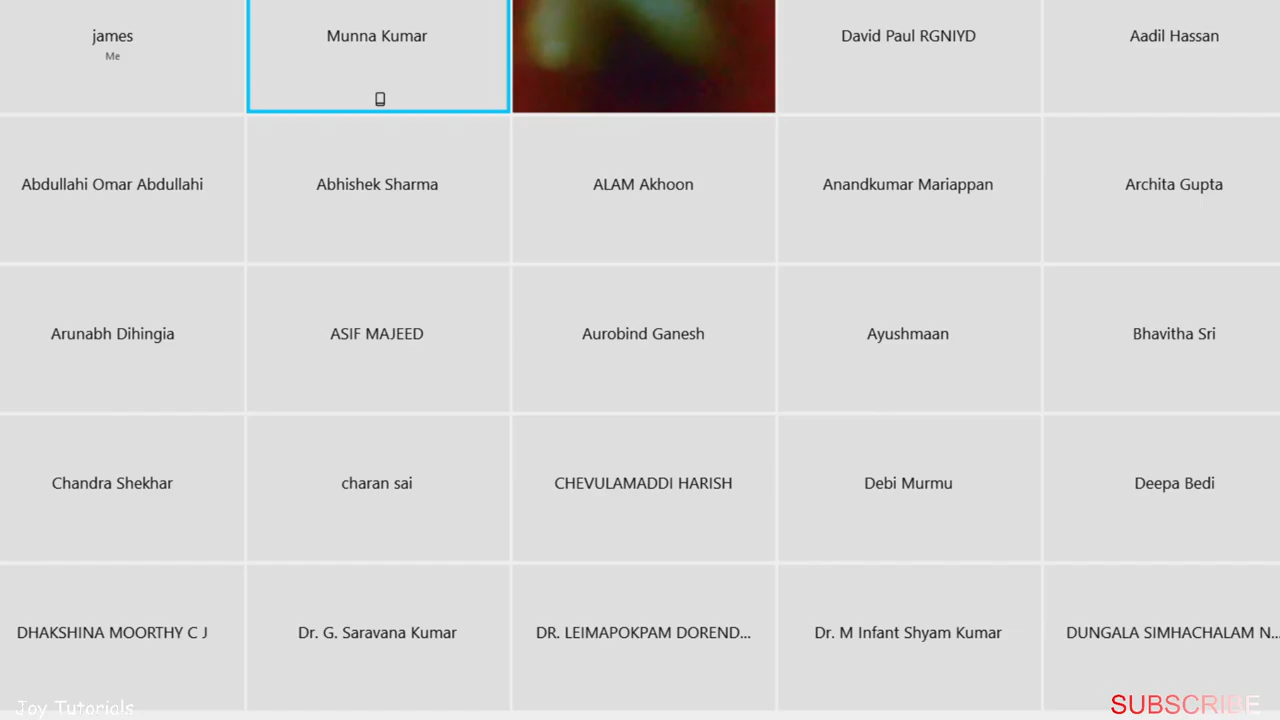 james
Me
Munna Kumar
David Paul RGNIYD
Aadil Hassan
Abdullahi Omar Abdullahi
Abhishek Sharma
ALAM Akhoon
Anandkumar Mariappan
Archita Gupta
Arunabh Dihingia
ASIF MAJEED
Aurobind Ganesh
Ayushmaan
Bhavitha Sri
Chandra Shekhar
charan sai
CHEVULAMADDI HARISH
Debi Murmu
Deepa Bedi
DHAKSHINA MOORTHY C J
Dr. G. Saravana Kumar
DR. LEIMAPOKPAM DOREND...
Dr. M Infant Shyam Kumar
DUNGALA SIMHACHALAM N...
Joy Tutorials
SUBSCRIBE